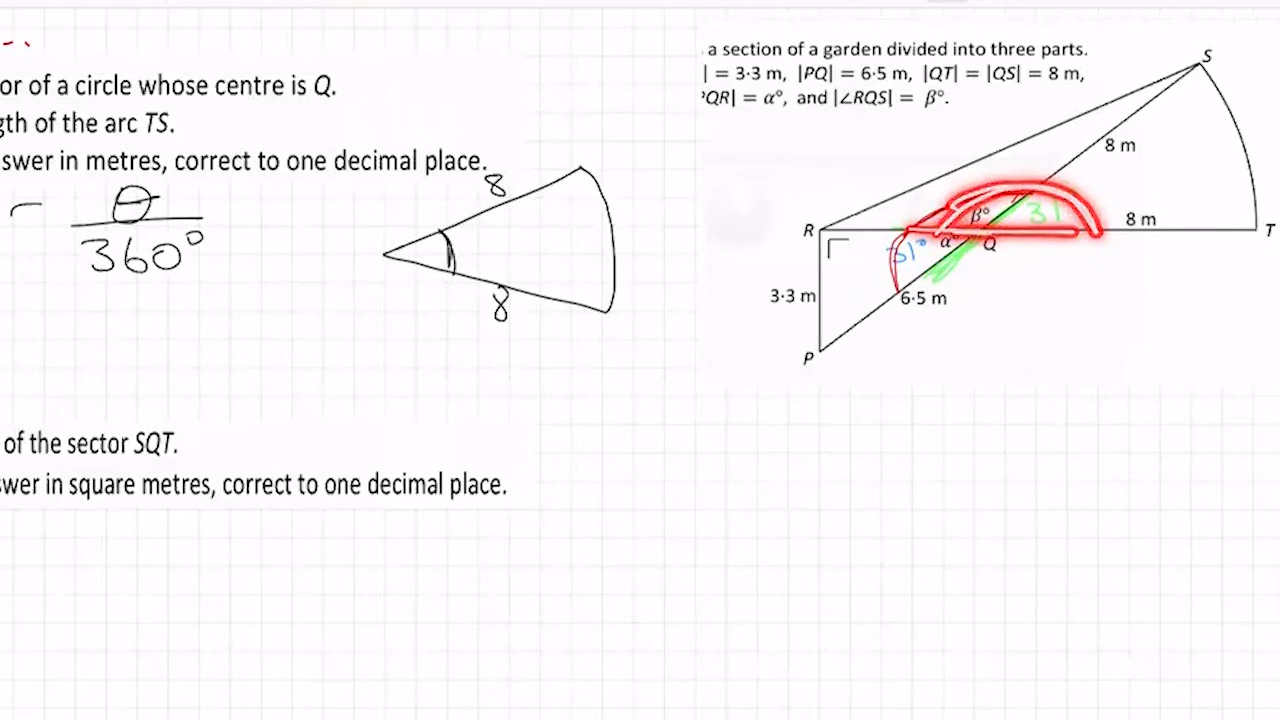 or of a circle whose centre is Q.
gth of the arc TS.
swer in metres, correct to one decimal place.
θ
360°
8
8
of the sector SQT.
swer in square metres, correct to one decimal place.
a section of a garden divided into three parts.
| = 3·3 m, |PQ| = 6·5 m, |QT| = |QS| = 8 m,
QR| = α°, and |∠RQS| = β°.
S
8 m
β°
31
8 m
R
T
31°
α°
Q
3·3 m
6·5 m
P